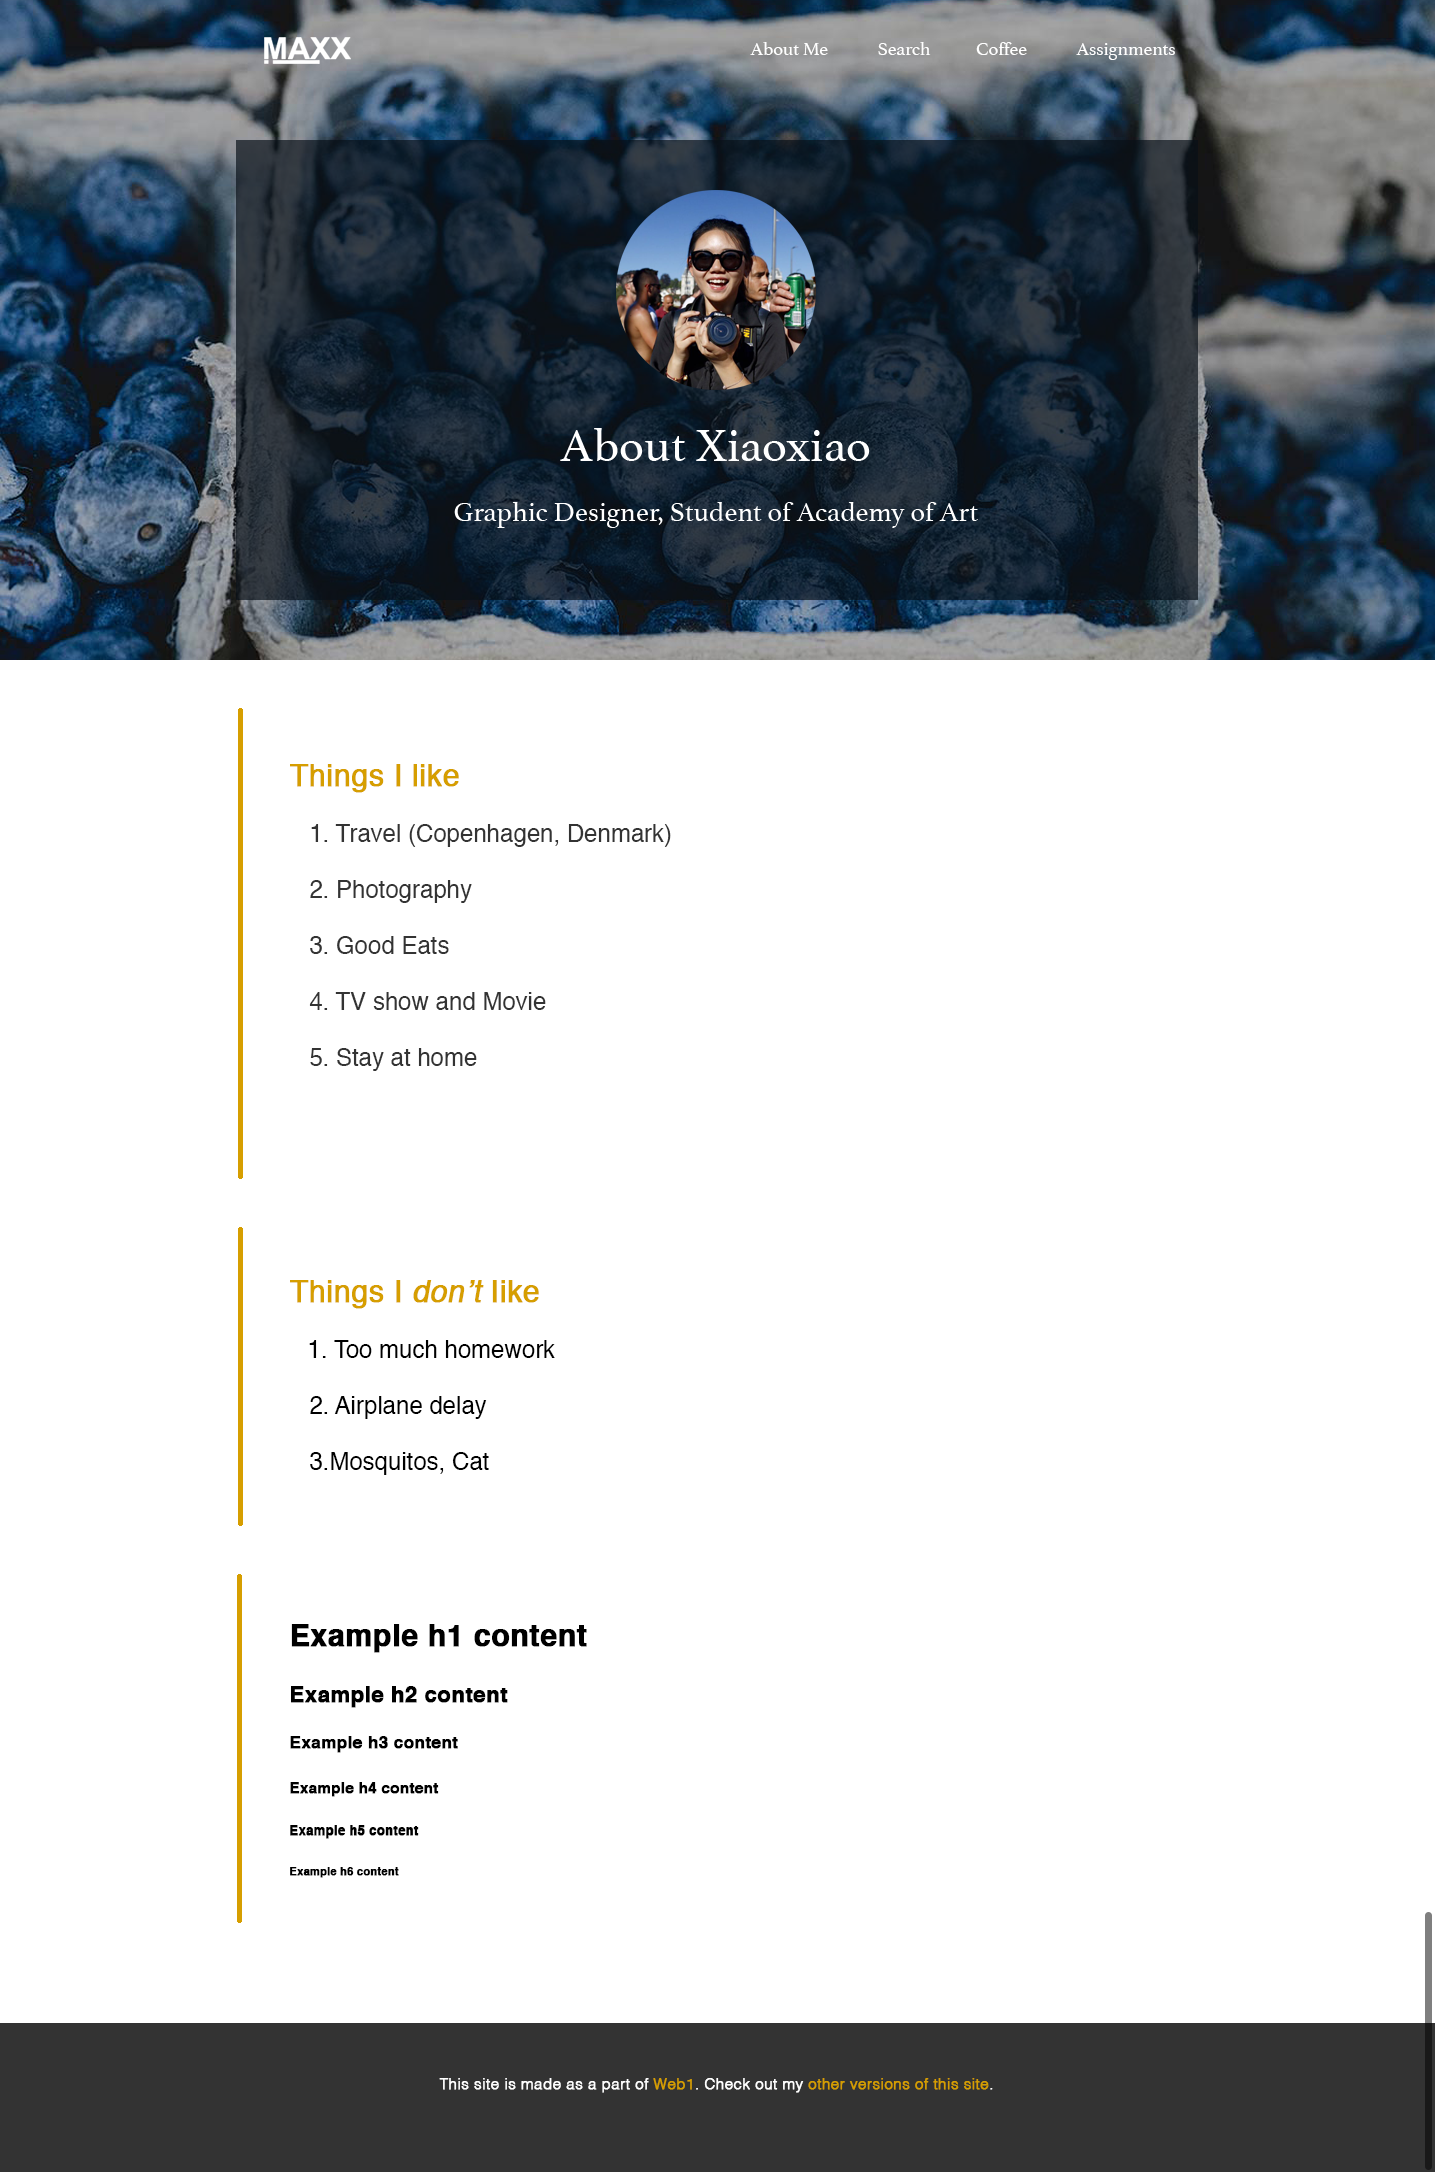 MAXX
About Me Search Coffee Assignments
About Xiaoxiao
Graphic Designer, Student of Academy of Art
Things I like
1. Travel (Copenhagen, Denmark)
2. Photography
3. Good Eats
4. TV show and Movie
5. Stay at home
Things I don’t like
1. Too much homework
2. Airplane delay
3.Mosquitos, Cat
Example h1 content
Example h2 content
Example h3 content
Example h4 content
Example h5 content
Example h6 content
This site is made as a part of Web1. Check out my other versions of this site.